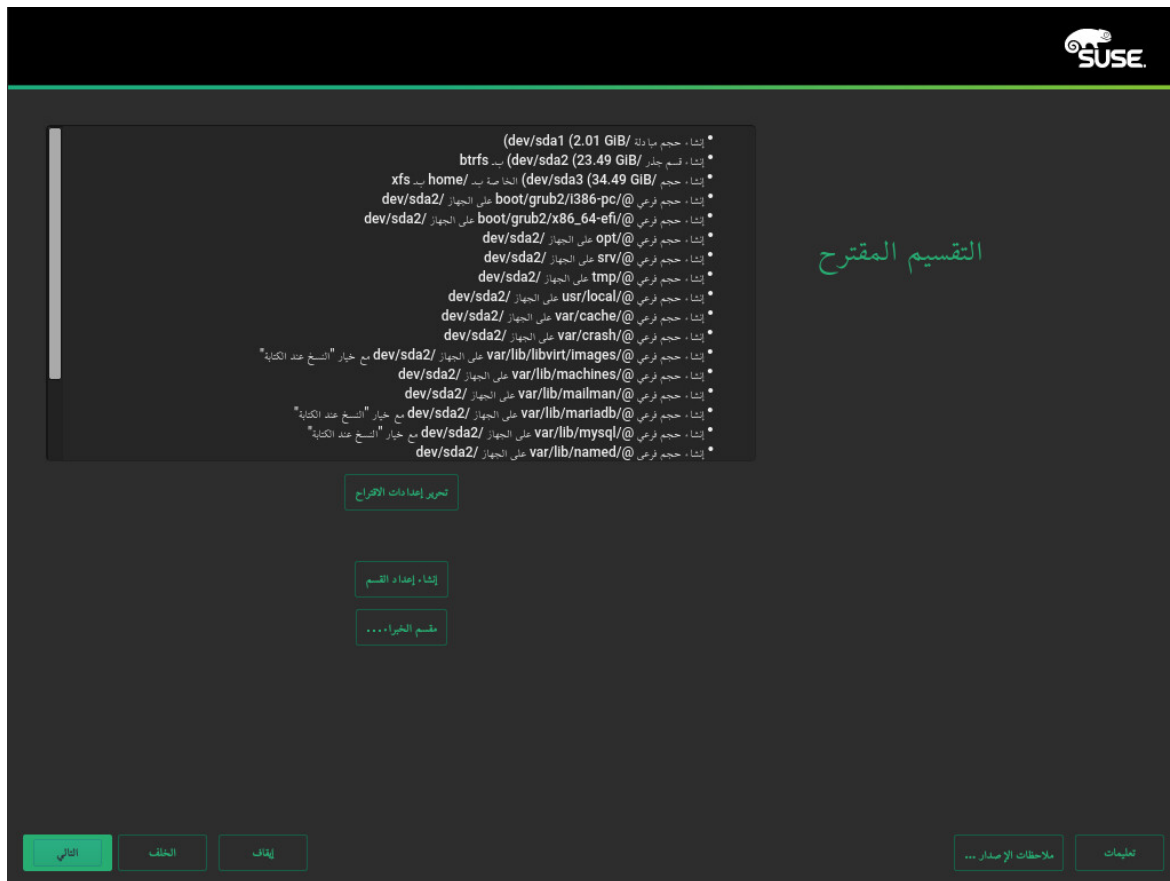 SUSE.
التقسيم المقترح
• إنشاء حجم مبادلة /dev/sda1 (2.01 GiB)
• إنشاء قسم جذر /dev/sda2 (23.49 GiB) بـ btrfs
• إنشاء حجم /dev/sda3 (34.49 GiB) الخاصة بـ /home بـ xfs
• إنشاء حجم فرعي @/boot/grub2/i386-pc على الجهاز /dev/sda2
• إنشاء حجم فرعي @/boot/grub2/x86_64-efi على الجهاز /dev/sda2
• إنشاء حجم فرعي @/opt على الجهاز /dev/sda2
• إنشاء حجم فرعي @/srv على الجهاز /dev/sda2
• إنشاء حجم فرعي @/tmp على الجهاز /dev/sda2
• إنشاء حجم فرعي @/usr/local على الجهاز /dev/sda2
• إنشاء حجم فرعي @/var/cache على الجهاز /dev/sda2
• إنشاء حجم فرعي @/var/crash على الجهاز /dev/sda2
• إنشاء حجم فرعي @/var/lib/libvirt/images على الجهاز /dev/sda2 مع خيار "النسخ عند الكتابة"
• إنشاء حجم فرعي @/var/lib/machines على الجهاز /dev/sda2
• إنشاء حجم فرعي @/var/lib/mailman على الجهاز /dev/sda2
• إنشاء حجم فرعي @/var/lib/mariadb على الجهاز /dev/sda2 مع خيار "النسخ عند الكتابة"
• إنشاء حجم فرعي @/var/lib/mysql على الجهاز /dev/sda2 مع خيار "النسخ عند الكتابة"
• إنشاء حجم فرعي @/var/lib/named على الجهاز /dev/sda2
تحرير إعدادات الاقتراح
إنشاء إعداد القسم
مقسم الخبراء....
تعليمات
ملاحظات الإصدار ...
إيقاف
الخلف
التالي